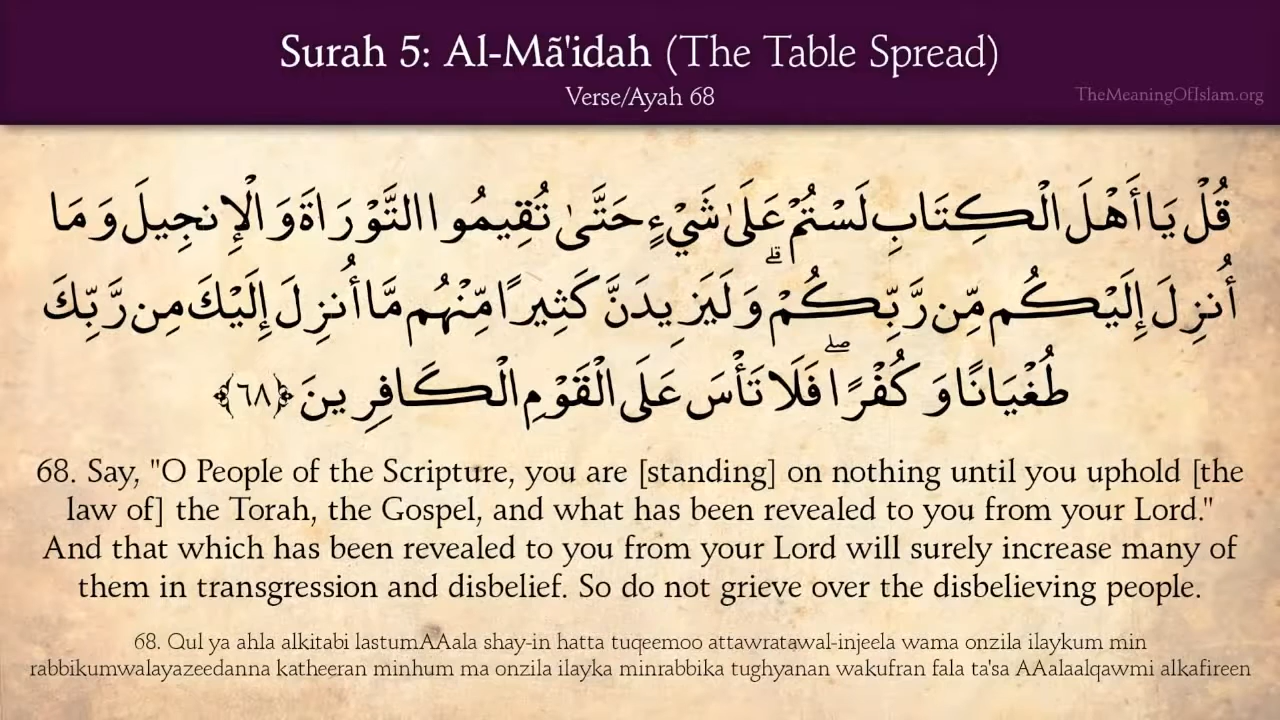 Surah 5: Al-Mã'idah (The Table Spread)
Verse/Ayah 68
TheMeaningOfIslam.org
قُلْ يَا أَهْلَ الْكِتَابِ لَسْتُمْ عَلَىٰ شَيْءٍ حَتَّىٰ تُقِيمُوا التَّوْرَاةَ وَالْإِنجِيلَ وَمَا
أُنزِلَ إِلَيْكُم مِّن رَّبِّكُمْ ۗ وَلَيَزِيدَنَّ كَثِيرًا مِّنْهُم مَّا أُنزِلَ إِلَيْكَ مِن رَّبِّكَ
طُغْيَانًا وَكُفْرًا ۖ فَلَا تَأْسَ عَلَى الْقَوْمِ الْكَافِرِينَ ﴿٦٨﴾
68. Say, "O People of the Scripture, you are [standing] on nothing until you uphold [the
law of] the Torah, the Gospel, and what has been revealed to you from your Lord."
And that which has been revealed to you from your Lord will surely increase many of
them in transgression and disbelief. So do not grieve over the disbelieving people.
68. Qul ya ahla alkitabi lastumAAala shay-in hatta tuqeemoo attawratawal-injeela wama onzila ilaykum min
rabbikumwalayazeedanna katheeran minhum ma onzila ilayka minrabbika tughyanan wakufran fala ta'sa AAalaalqawmi alkafireen